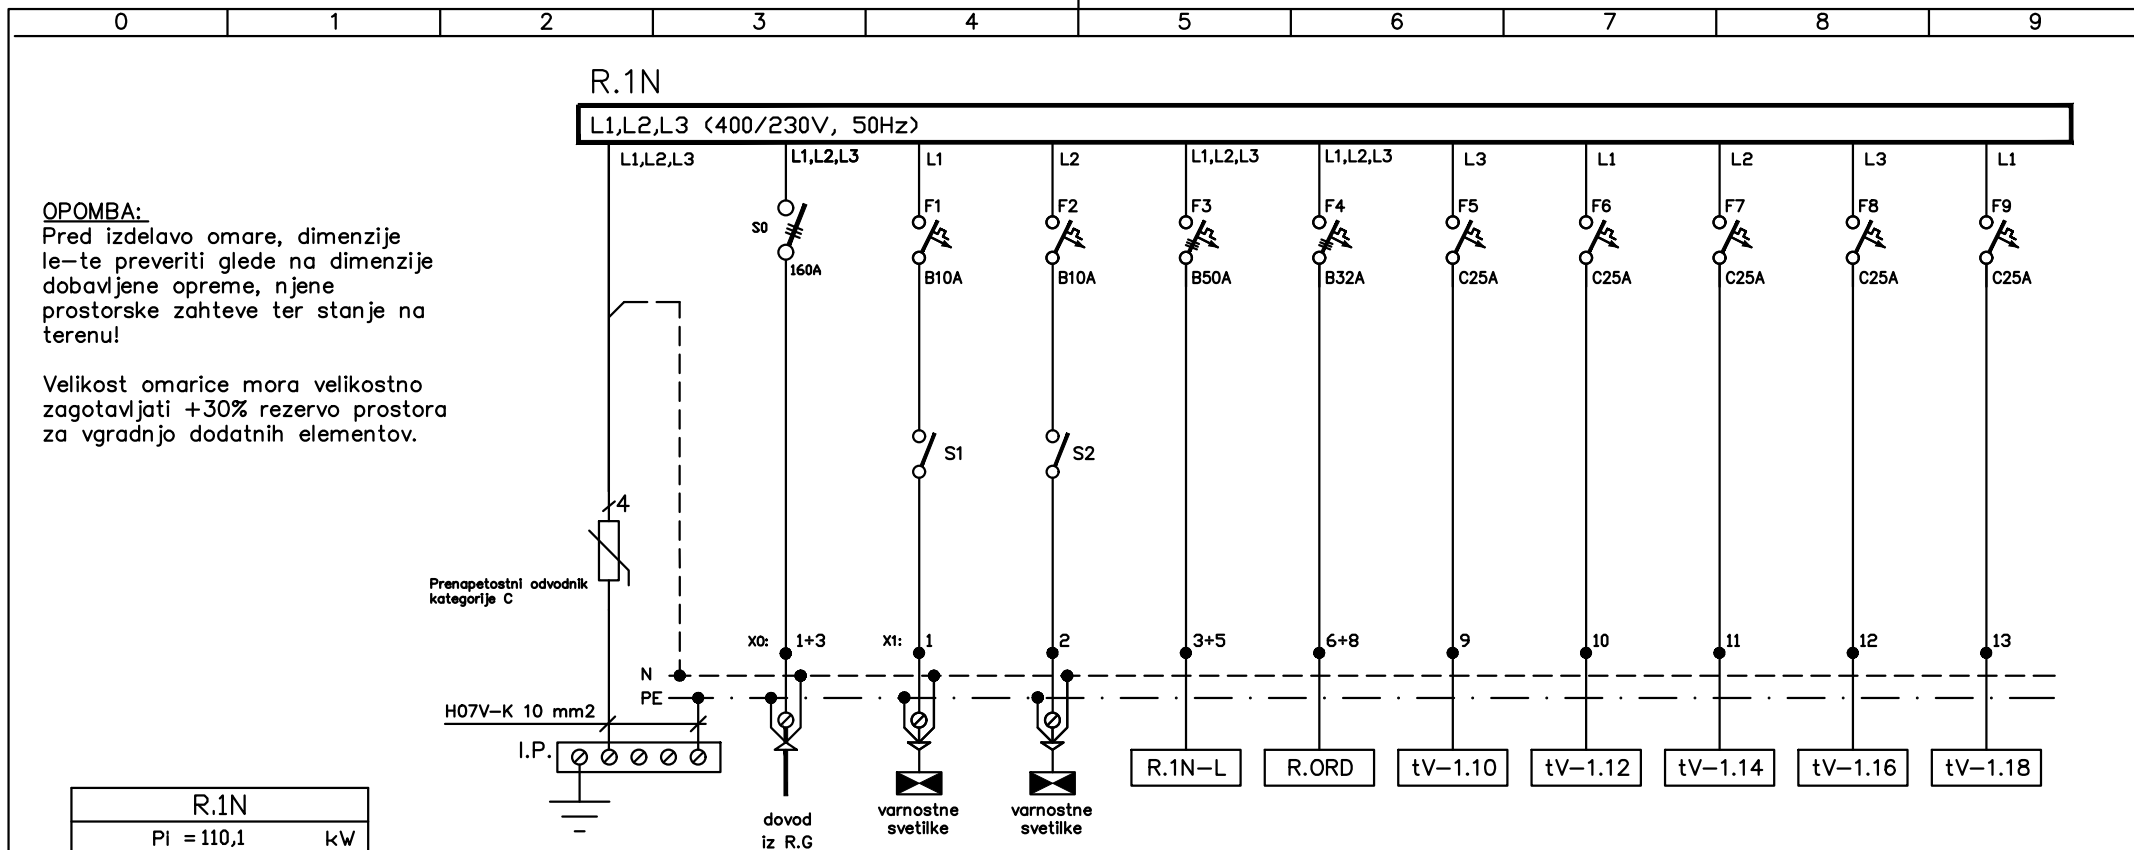 0 1 2 3 4 5 6 7 8 9
R.1N
L1,L2,L3 (400/230V, 50Hz)
L1,L2,L3 L1,L2,L3 L1 L2 L1,L2,L3 L1,L2,L3 L3 L1 L2 L3 L1
OPOMBA:
Pred izdelavo omare, dimenzije
le-te preveriti glede na dimenzije
dobavljene opreme, njene
prostorske zahteve ter stanje na
terenu!
Velikost omarice mora velikostno
zagotavljati +30% rezervo prostora
za vgradnjo dodatnih elementov.
F1 F2 F3 F4 F5 F6 F7 F8 F9
S0
160A
B10A B10A B50A B32A C25A C25A C25A C25A C25A
S1 S2
4
Prenapetostni odvodnik
kategorije C
X0: 1÷3 X1: 1 2 3÷5 6÷8 9 10 11 12 13
N
PE
H07V-K 10 mm2
I.P.
R.1N-L R.ORD tV-1.10 tV-1.12 tV-1.14 tV-1.16 tV-1.18
dovod
iz R.G
varnostne
svetilke
varnostne
svetilke
R.1N
Pi = 110,1 kW